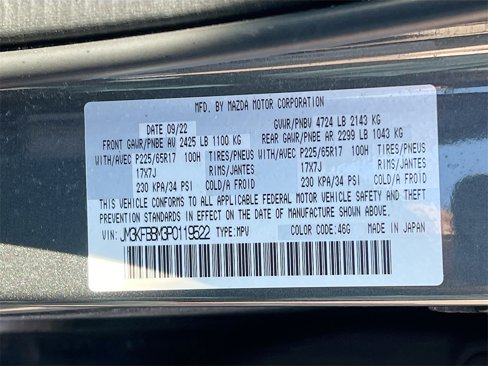 MFD. BY MAZDA MOTOR CORPORATION
DATE 09/22 GVWR/PNBV 4724 LB 2143 KG
FRONT GAWR/PNBE AV 2425 LB 1100 KG REAR GAWR/PNBE AR 2299 LB 1043 KG
WITH/AVEC P225/65R17 100H TIRES/PNEUS WITH/AVEC P225/65R17 100H TIRES/PNEUS
17X7J RIMS/JANTES 17X7J RIMS/JANTES
230 KPA/34 PSI COLD/A FROID 230 KPA/34 PSI COLD/A FROID
THIS VEHICLE CONFORMS TO ALL APPLICABLE FEDERAL MOTOR VEHICLE SAFETY AND THEFT
PREVENTION STANDARDS IN EFFECT ON THE DATE OF MANUFACTURE SHOWN ABOVE.
VIN: JM3KFBBM3P0119522 TYPE: MPV COLOR CODE: 46G MADE IN JAPAN